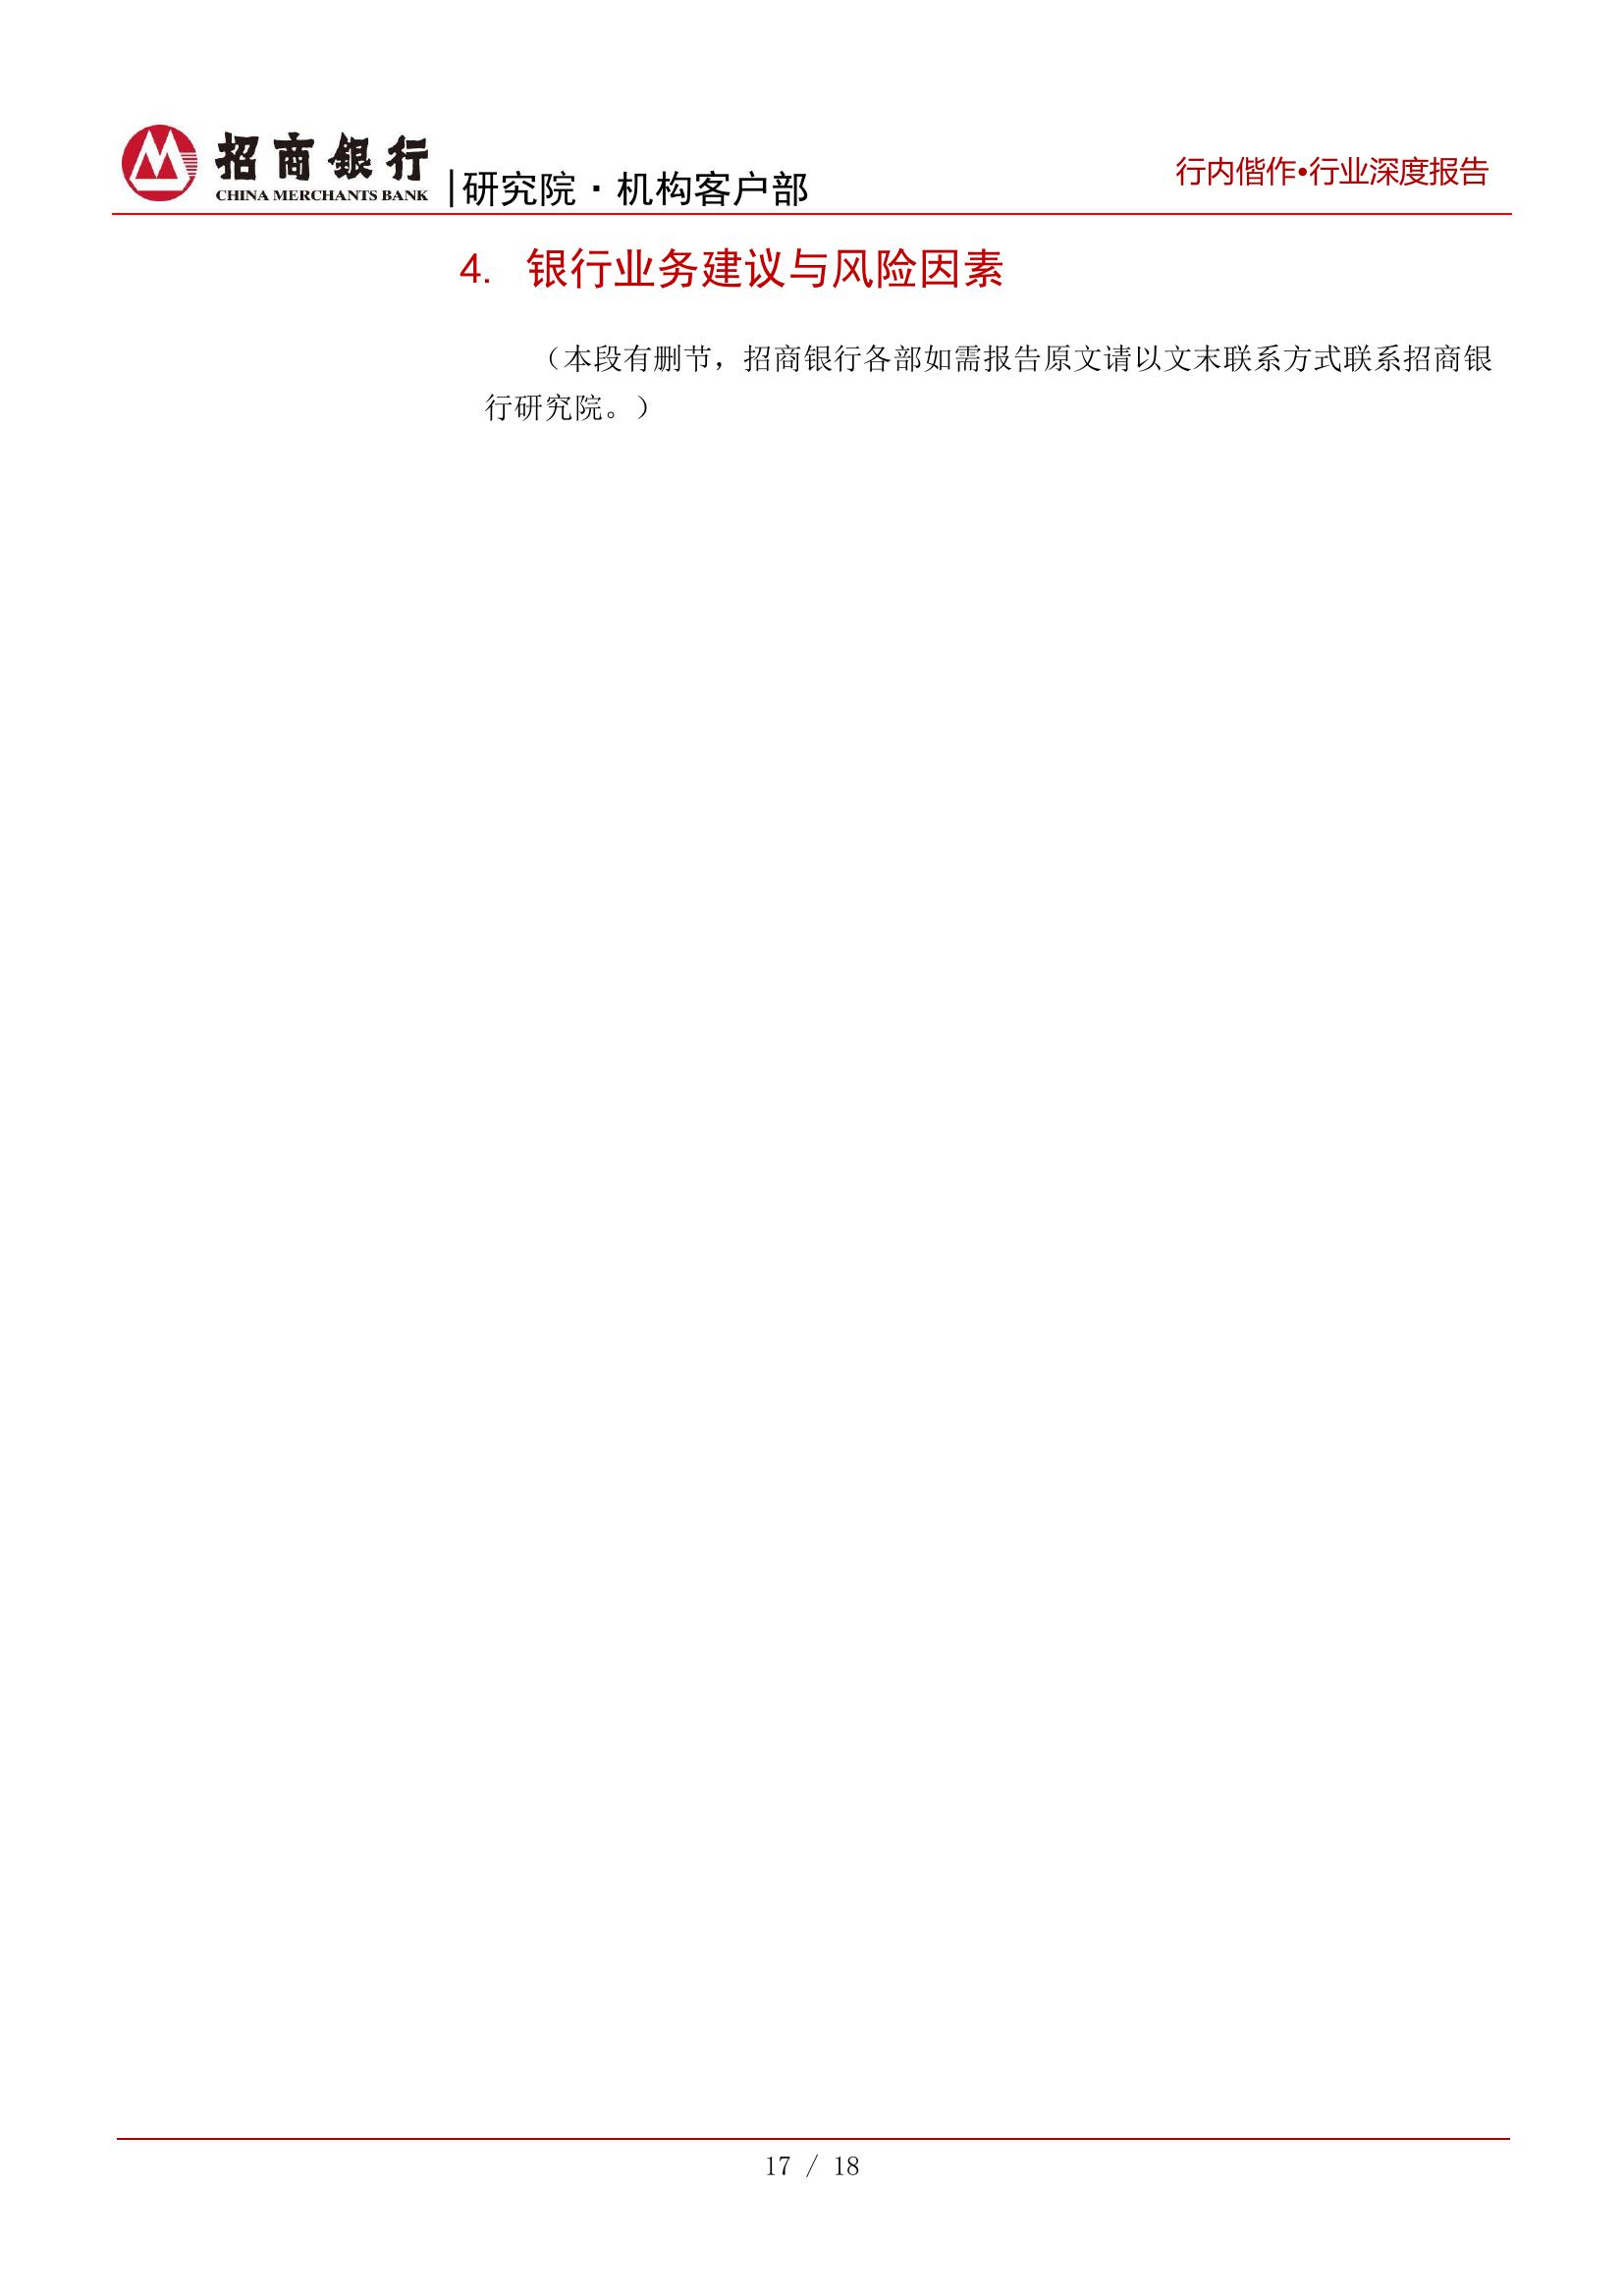 招商银行
CHINA MERCHANTS BANK
|研究院·机构客户部
行内偕作•行业深度报告
4. 银行业务建议与风险因素
（本段有删节，招商银行各部如需报告原文请以文末联系方式联系招商银
行研究院。）
17 / 18